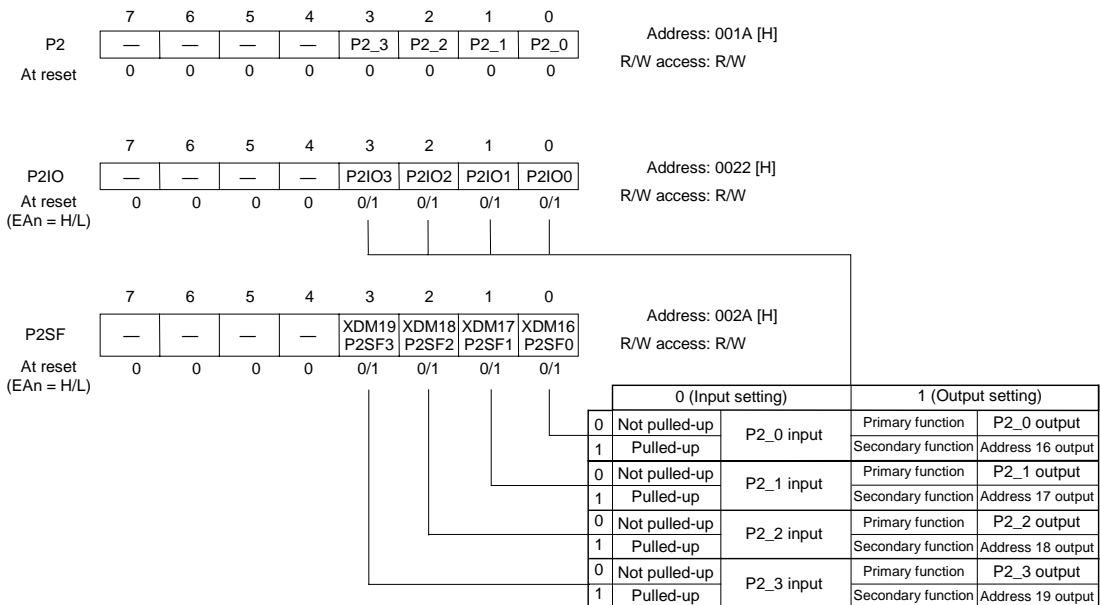 7 6 5 4 3 2 1 0
P2 — — — — P2_3 P2_2 P2_1 P2_0
At reset 0 0 0 0 0 0 0 0
Address: 001A [H]
R/W access: R/W
7 6 5 4 3 2 1 0
P2IO — — — — P2IO3 P2IO2 P2IO1 P2IO0
At reset 0 0 0 0 0/1 0/1 0/1 0/1
(EAn = H/L)
Address: 0022 [H]
R/W access: R/W
7 6 5 4 3 2 1 0
XDM19 XDM18 XDM17 XDM16
P2SF — — — — P2SF3 P2SF2 P2SF1 P2SF0
At reset 0 0 0 0 0/1 0/1 0/1 0/1
(EAn = H/L)
Address: 002A [H]
R/W access: R/W
0 (Input setting) 1 (Output setting)
0 Not pulled-up P2_0 input Primary function P2_0 output
1 Pulled-up Secondary function Address 16 output
0 Not pulled-up P2_1 input Primary function P2_1 output
1 Pulled-up Secondary function Address 17 output
0 Not pulled-up P2_2 input Primary function P2_2 output
1 Pulled-up Secondary function Address 18 output
0 Not pulled-up P2_3 input Primary function P2_3 output
1 Pulled-up Secondary function Address 19 output